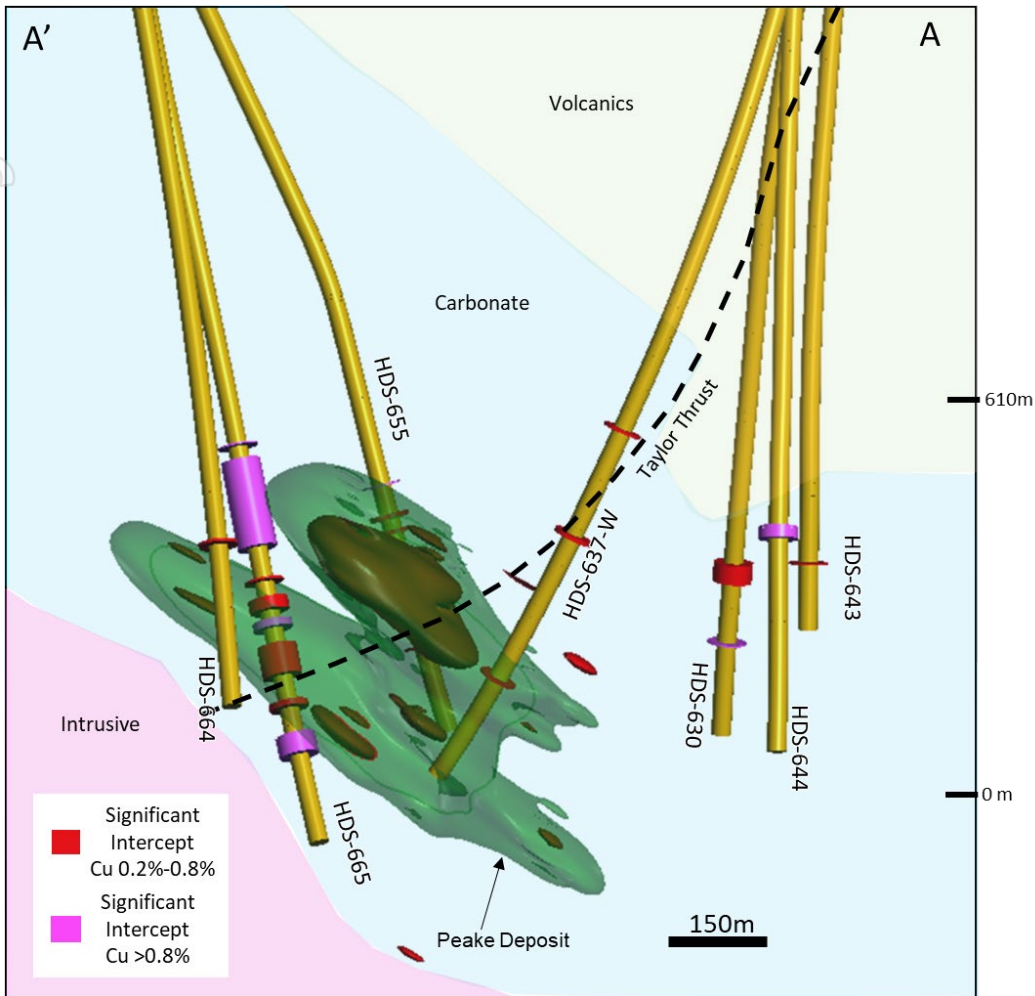 A’
A
Volcanics
Carbonate
HDS-655
610m
Taylor Thrust
HDS-637-W
HDS-643
HDS-664
HDS-630
HDS-644
Intrusive
0 m
HDS-665
Significant
Intercept
Cu 0.2%-0.8%
Significant
Intercept
Cu >0.8%
150m
Peake Deposit